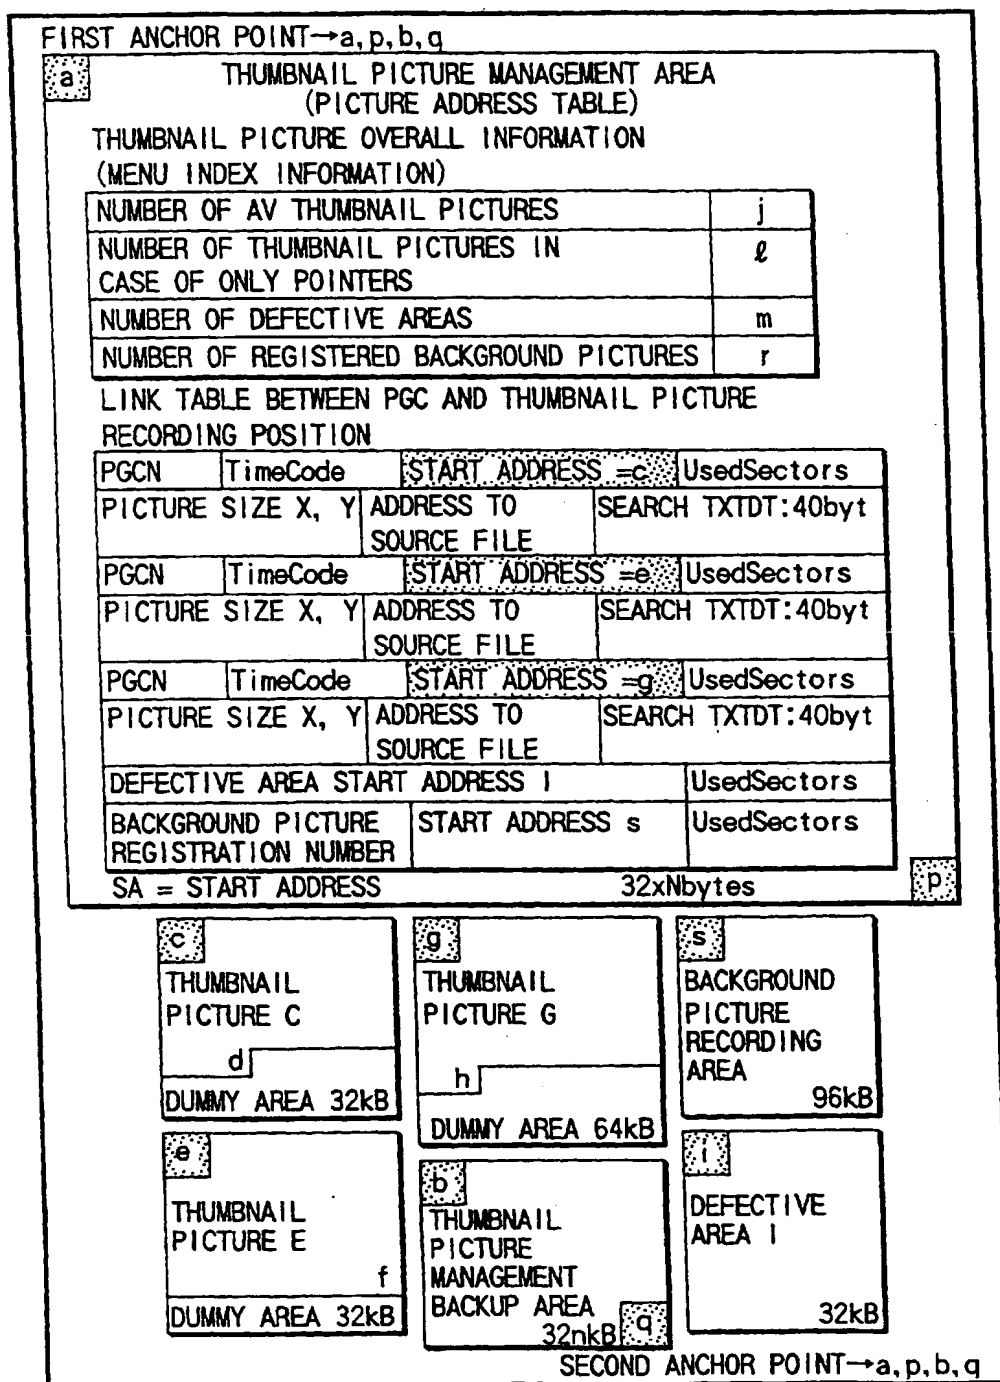 FIRST ANCHOR POINT→a, p, b, q
a
THUMBNAIL PICTURE MANAGEMENT AREA
(PICTURE ADDRESS TABLE)
THUMBNAIL PICTURE OVERALL INFORMATION
(MENU INDEX INFORMATION)
NUMBER OF AV THUMBNAIL PICTURES j
NUMBER OF THUMBNAIL PICTURES IN ℓ
CASE OF ONLY POINTERS
NUMBER OF DEFECTIVE AREAS m
NUMBER OF REGISTERED BACKGROUND PICTURES r
LINK TABLE BETWEEN PGC AND THUMBNAIL PICTURE
RECORDING POSITION
PGCN TimeCode START ADDRESS =c UsedSectors
PICTURE SIZE X, Y ADDRESS TO SEARCH TXTDT:40byt
SOURCE FILE
PGCN TimeCode START ADDRESS =e UsedSectors
PICTURE SIZE X, Y ADDRESS TO SEARCH TXTDT:40byt
SOURCE FILE
PGCN TimeCode START ADDRESS =g UsedSectors
PICTURE SIZE X, Y ADDRESS TO SEARCH TXTDT:40byt
SOURCE FILE
DEFECTIVE AREA START ADDRESS I UsedSectors
BACKGROUND PICTURE START ADDRESS s UsedSectors
REGISTRATION NUMBER
SA = START ADDRESS 32xNbytes p
c
THUMBNAIL
PICTURE C
d
DUMMY AREA 32kB
g
THUMBNAIL
PICTURE G
h
DUMMY AREA 64kB
s
BACKGROUND
PICTURE
RECORDING
AREA
96kB
e
THUMBNAIL
PICTURE E
f
DUMMY AREA 32kB
b
THUMBNAIL
PICTURE
MANAGEMENT
BACKUP AREA
32nkB q
i
DEFECTIVE
AREA I
32kB
SECOND ANCHOR POINT→a, p, b, q